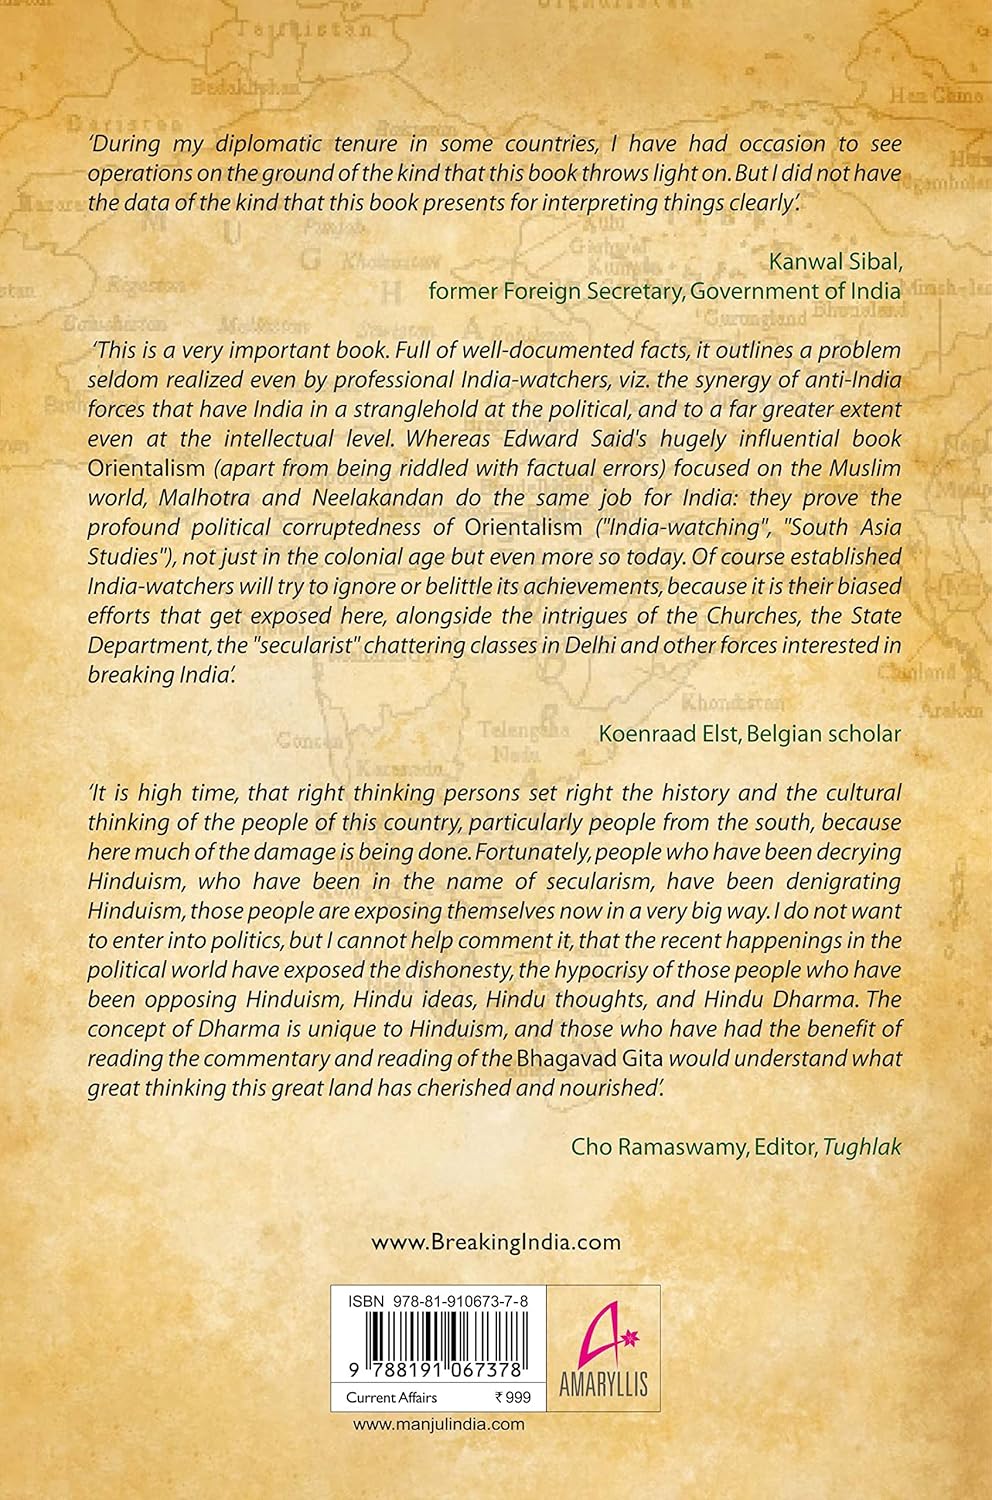 Tajikistan
Badakhshan
Han Ching
'During my diplomatic tenure in some countries, I have had occasion to see
operations on the ground of the kind that this book throws light on. But I did not have
the data of the kind that this book presents for interpreting things clearly'.
Kanwal Sibal,
former Foreign Secretary, Government of India
'This is a very important book. Full of well-documented facts, it outlines a problem
seldom realized even by professional India-watchers, viz. the synergy of anti-India
forces that have India in a stranglehold at the political, and to a far greater extent
even at the intellectual level. Whereas Edward Said's hugely influential book
Orientalism (apart from being riddled with factual errors) focused on the Muslim
world, Malhotra and Neelakandan do the same job for India: they prove the
profound political corruptedness of Orientalism ("India-watching", "South Asia
Studies"), not just in the colonial age but even more so today. Of course established
India-watchers will try to ignore or belittle its achievements, because it is their biased
efforts that get exposed here, alongside the intrigues of the Churches, the State
Department, the "secularist" chattering classes in Delhi and other forces interested in
breaking India'.
Khondistan
Koenraad Elst, Belgian scholar
'It is high time, that right thinking persons set right the history and the cultural
thinking of the people of this country, particularly people from the south, because
here much of the damage is being done. Fortunately, people who have been decrying
Hinduism, who have been in the name of secularism, have been denigrating
Hinduism, those people are exposing themselves now in a very big way. I do not want
to enter into politics, but I cannot help comment it, that the recent happenings in the
political world have exposed the dishonesty, the hypocrisy of those people who have
been opposing Hinduism, Hindu ideas, Hindu thoughts, and Hindu Dharma. The
concept of Dharma is unique to Hinduism, and those who have had the benefit of
reading the commentary and reading of the Bhagavad Gita would understand what
great thinking this great land has cherished and nourished'.
Cho Ramaswamy, Editor, Tughlak
www.BreakingIndia.com
ISBN 978-81-910673-7-8
9 788191 067378
Current Affairs ₹ 999
AMARYLLIS
www.manjulindia.com